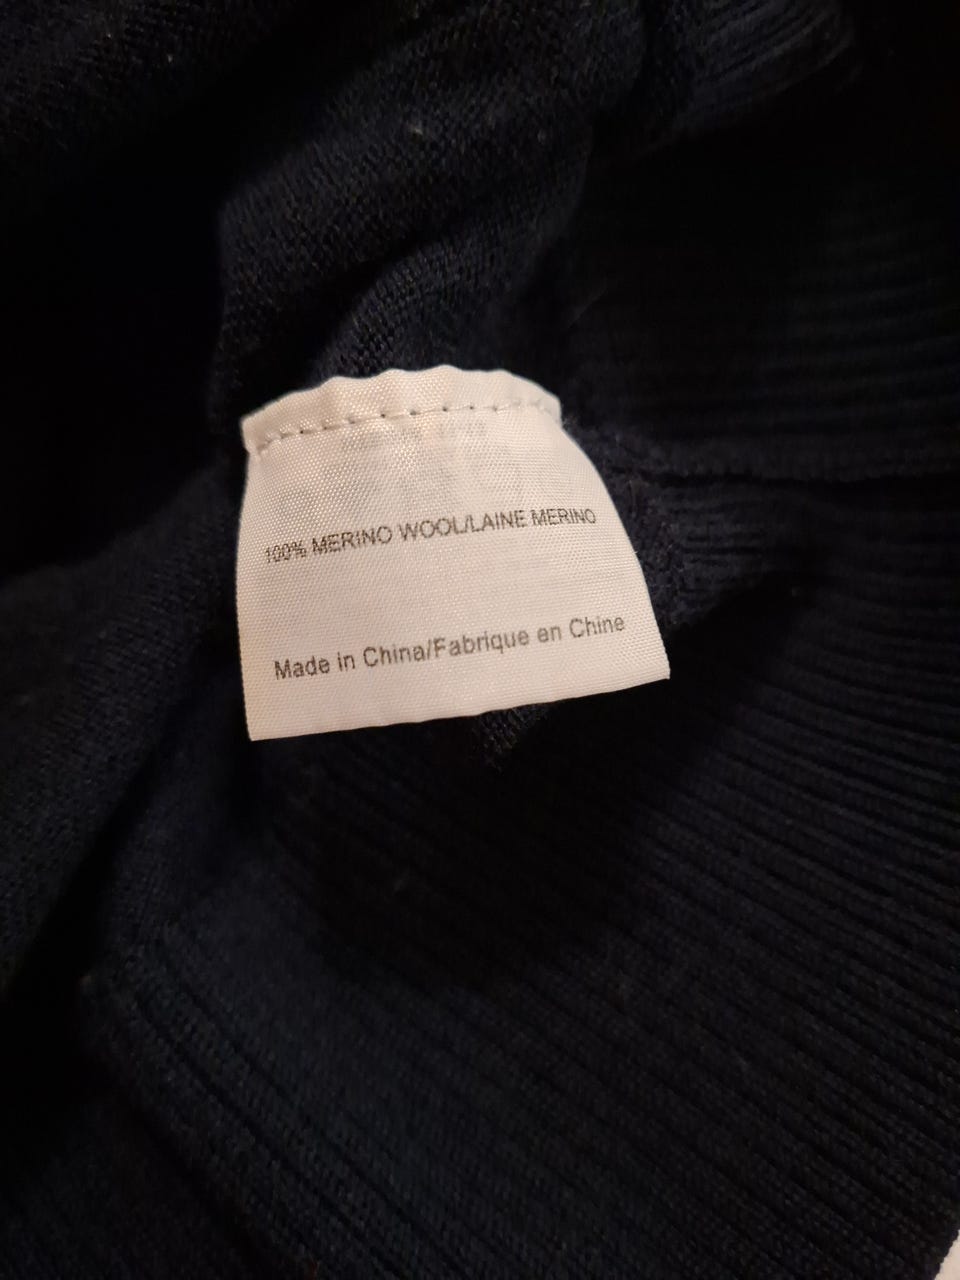 100% MERINO WOOL/LAINE MERINO
Made in China/Fabrique en Chine